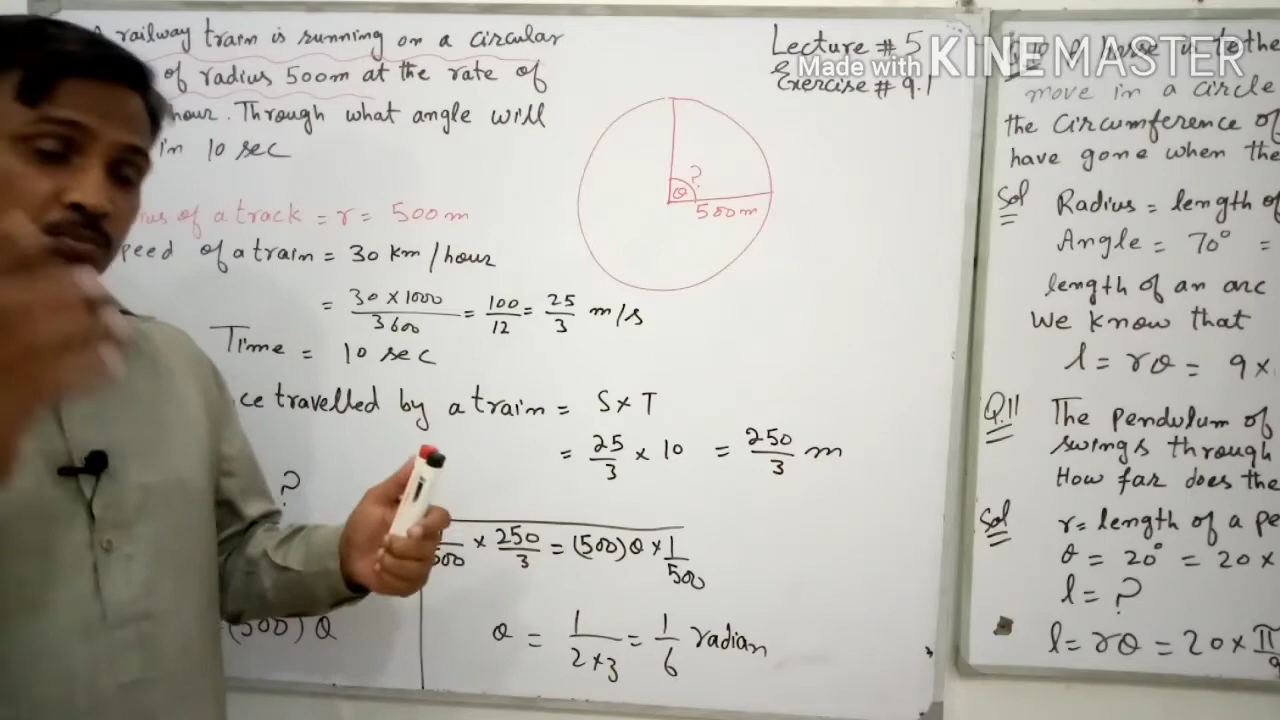 railway train is running on a circular
of radius 500m at the rate of
hour. Through what angle will
in 10 sec
of a track = r = 500m
of a train = 30 km/hour
= 30 × 1000 / 3600 = 100/12 = 25/3 m/s
Time = 10 sec
travelled by a train = S × T
= 25/3 × 10 = 250/3 m
?
× 250/3 = (500)θ × 1/500
(500) θ
θ = 1/2×3 = 1/6 radian
Lecture # 5
Exercise # 9.1
θ ?
500m
Made with KINEMASTER
move in a circle
the circumference of
have gone when the
Sol Radius = length of
Angle = 70° =
length of an arc
We know that
l = rθ = 9 ×
Q.11 The pendulum of
swings through
How far does the
Sol r = length of a
θ = 20° = 20 ×
l = ?
l = rθ = 20 × π/9